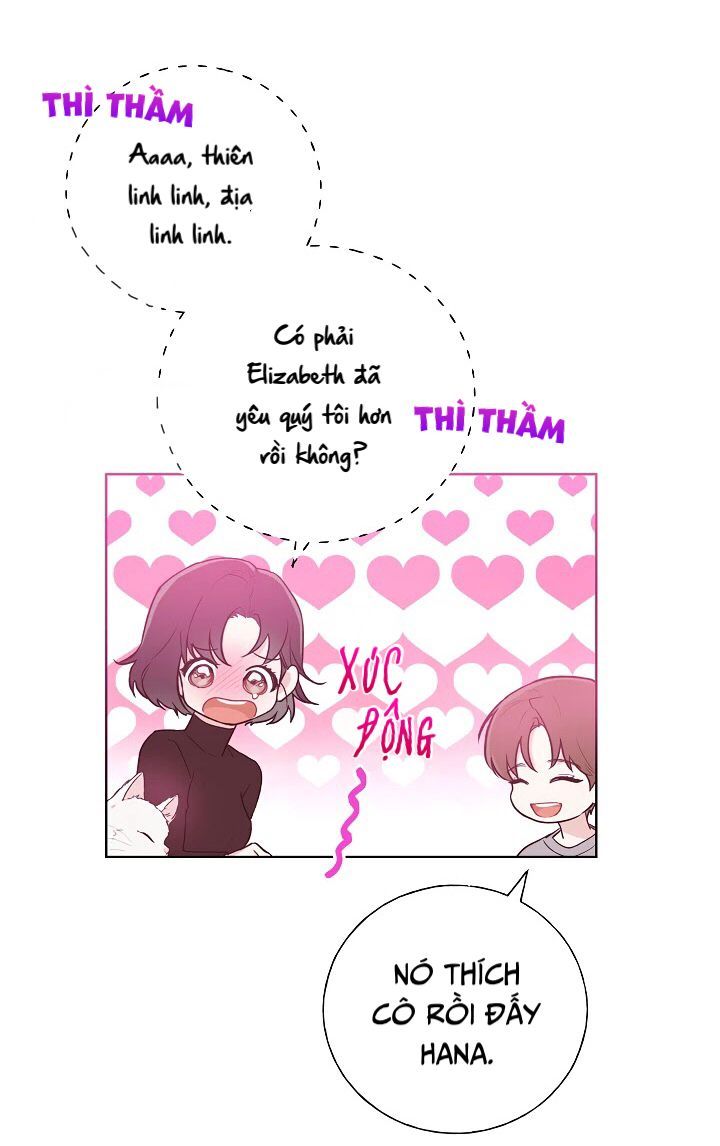 THÌ THẦM
Aaaa, thiên
linh linh, địa
linh linh.
Có phải
Elizabeth đã
yêu quý tôi hơn
rồi không?
THÌ THẦM
XÚC
ĐỘNG
NÓ THÍCH
CÔ RỒI ĐẤY
HANA.